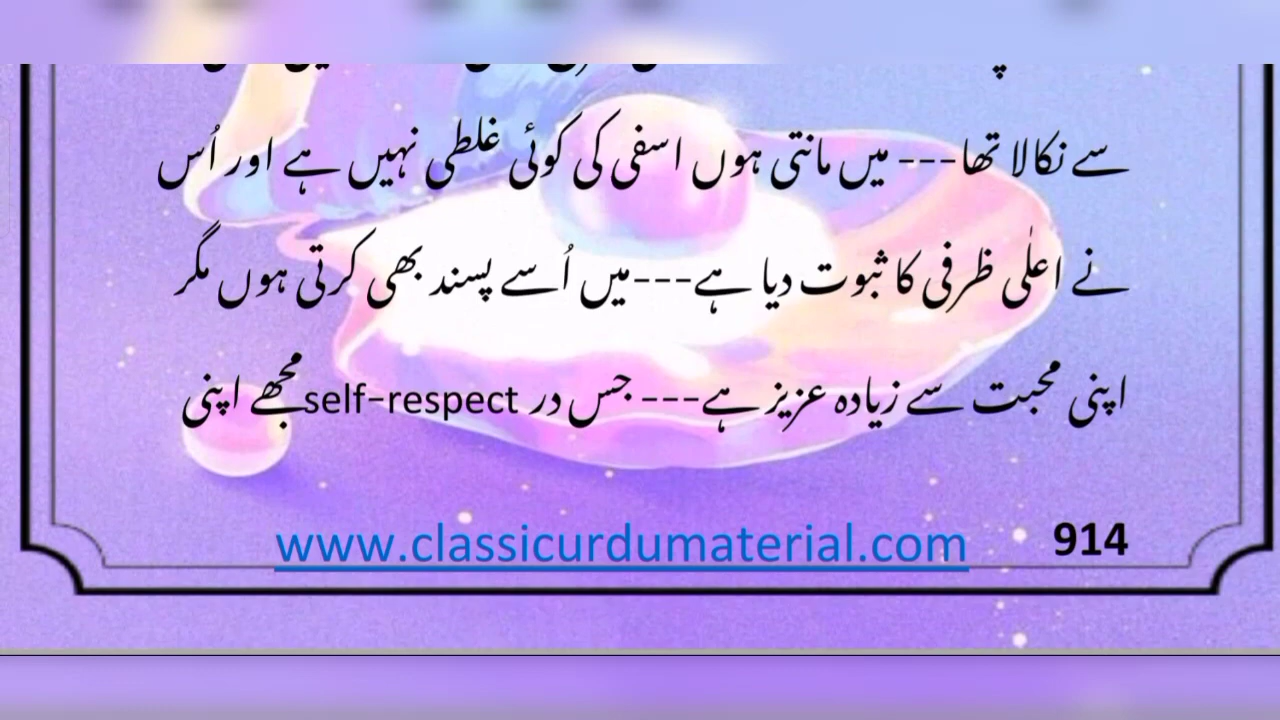 سے نکالا تھا--- میں مانتی ہوں اسفی کی کوئی غلطی نہیں ہے اور اُس
نے اعلٰی ظرفی کا ثبوت دیا ہے---میں اُسے پسند بھی کرتی ہوں مگر
مجھے اپنی self-respect اپنی محبت سے زیادہ عزیز ہے---جس در
914 www.classicurdumaterial.com